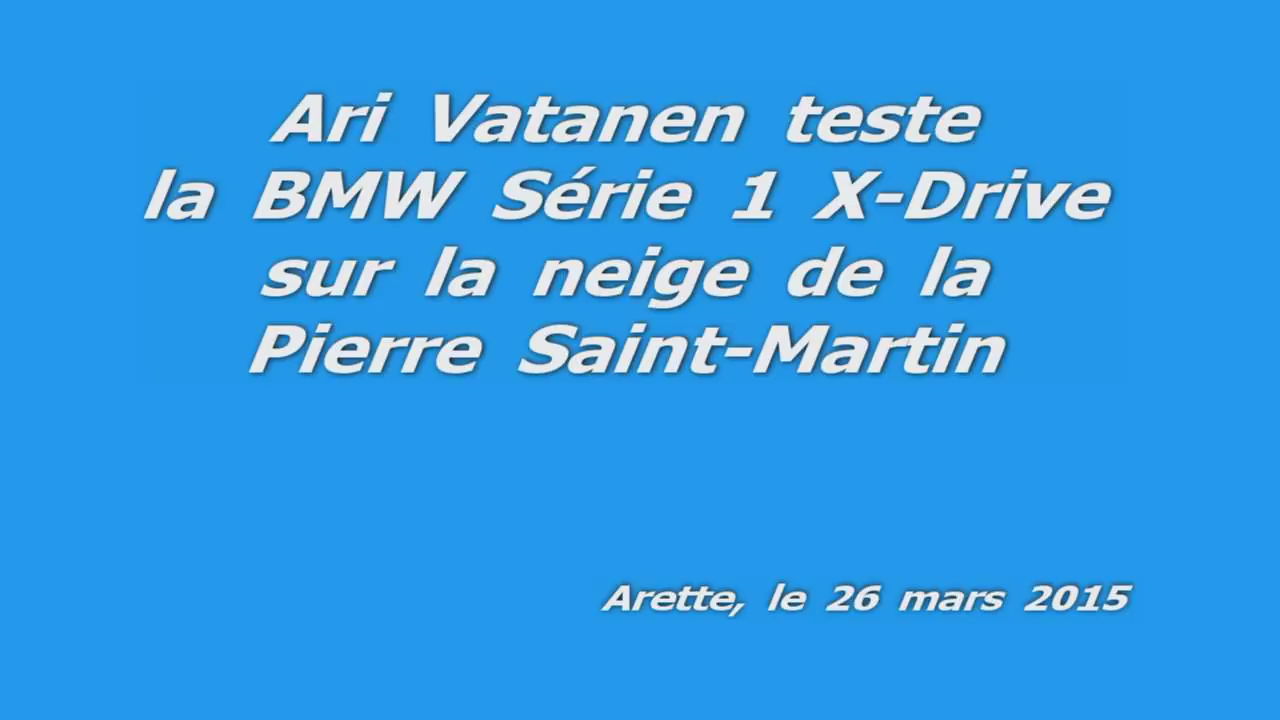 Ari Vatanen teste
la BMW Série 1 X-Drive
sur la neige de la
Pierre Saint-Martin
Arette, le 26 mars 2015